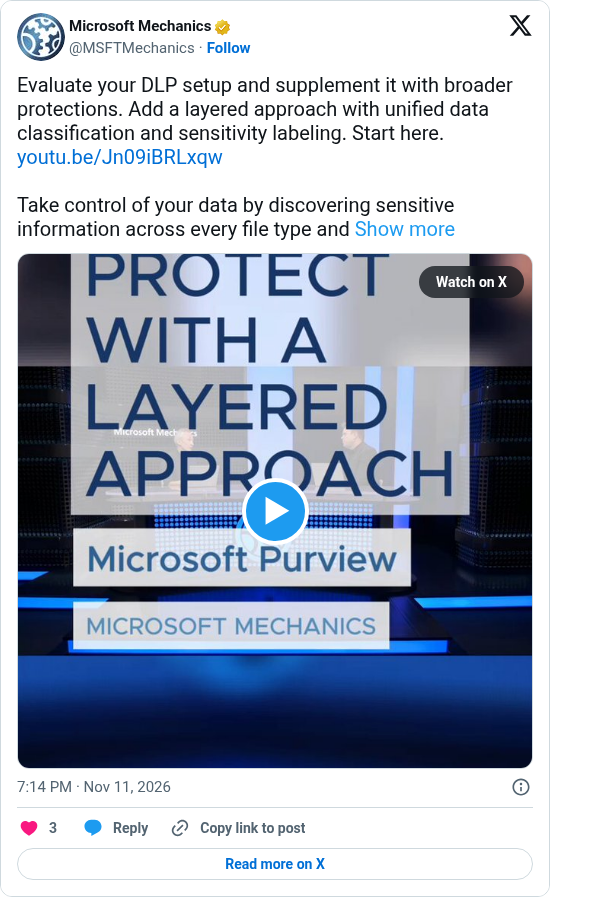 Microsoft Mechanics
@MSFTMechanics · Follow
Evaluate your DLP setup and supplement it with broader
protections. Add a layered approach with unified data
classification and sensitivity labeling. Start here.
youtu.be/Jn09iBRLxqw
Take control of your data by discovering sensitive
information across every file type and Show more
Watch on X
PROTECT
WITH A
LAYERED
APPROACH
Microsoft Mechanics
Microsoft Purview
MICROSOFT MECHANICS
7:14 PM · Nov 11, 2026
3 Reply Copy link to post
Read more on X